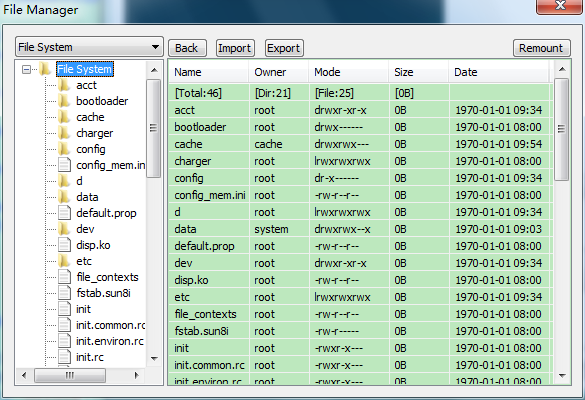 File Manager
File System
Back
Import
Export
Remount
File System
acct
bootloader
cache
charger
config
config_mem.ini
d
data
default.prop
dev
disp.ko
etc
file_contexts
fstab.sun8i
init
init.common.rc
init.environ.rc
init.rc
Name Owner Mode Size Date
[Total:46] [Dir:21] [File:25] [0B]
acct root drwxr-xr-x 0B 1970-01-01 09:34
bootloader root drwx------ 0B 1970-01-01 08:00
cache cache drwxrwx--- 0B 1970-01-01 09:54
charger root lrwxrwxrwx 0B 1970-01-01 08:00
config root dr-x------ 0B 1970-01-01 09:34
config_mem.ini root -rw-r--r-- 0B 1970-01-01 08:00
d root lrwxrwxrwx 0B 1970-01-01 09:34
data system drwxrwx--x 0B 1970-01-01 09:03
default.prop root -rw-r--r-- 0B 1970-01-01 08:00
dev root drwxr-xr-x 0B 1970-01-01 09:34
disp.ko root -rw-r--r-- 0B 1970-01-01 08:00
etc root lrwxrwxrwx 0B 1970-01-01 09:34
file_contexts root -rw-r--r-- 0B 1970-01-01 08:00
fstab.sun8i root -rw-r----- 0B 1970-01-01 08:00
init root -rwxr-x--- 0B 1970-01-01 08:00
init.common.rc root -rwxr-x--- 0B 1970-01-01 08:00
init.environ.rc root -rwxr-x--- 0B 1970-01-01 08:00